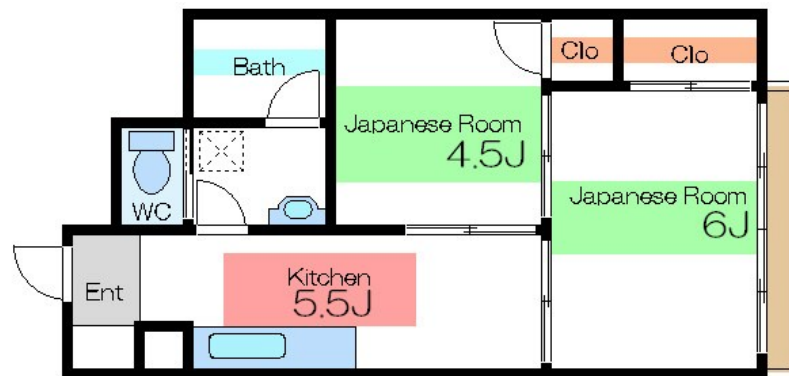 Bath
Clo
Clo
Japanese Room
4.5J
WC
Japanese Room
6J
Ent
Kitchen
5.5J